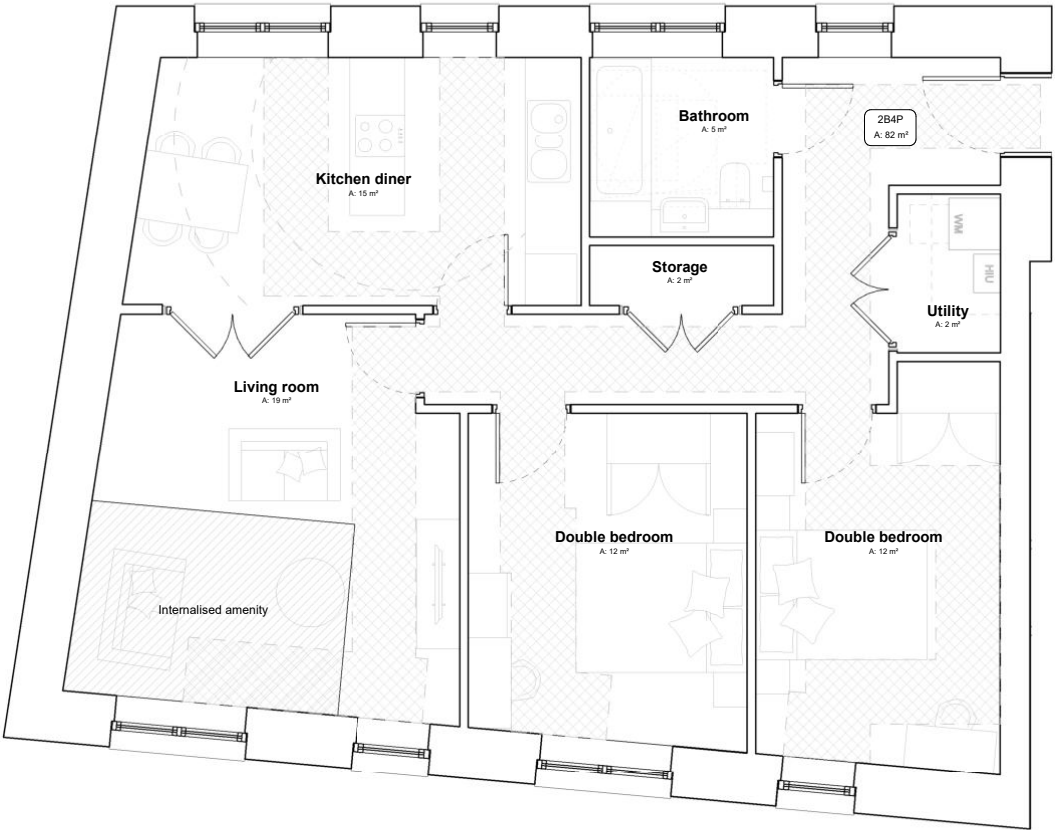 Bathroom
A: 5 m²
2B4P
A: 82 m²
Kitchen diner
A: 15 m²
WM
HIU
Storage
A: 2 m²
Utility
A: 2 m²
Living room
A: 19 m²
Double bedroom
A: 12 m²
Double bedroom
A: 12 m²
Internalised amenity